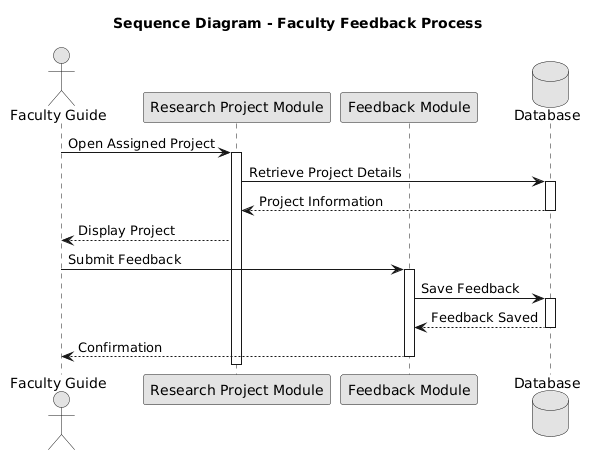 Sequence Diagram - Faculty Feedback Process
Faculty Guide
Research Project Module
Feedback Module
Database
Open Assigned Project
Retrieve Project Details
Project Information
Display Project
Submit Feedback
Save Feedback
Feedback Saved
Confirmation
Faculty Guide
Research Project Module
Feedback Module
Database